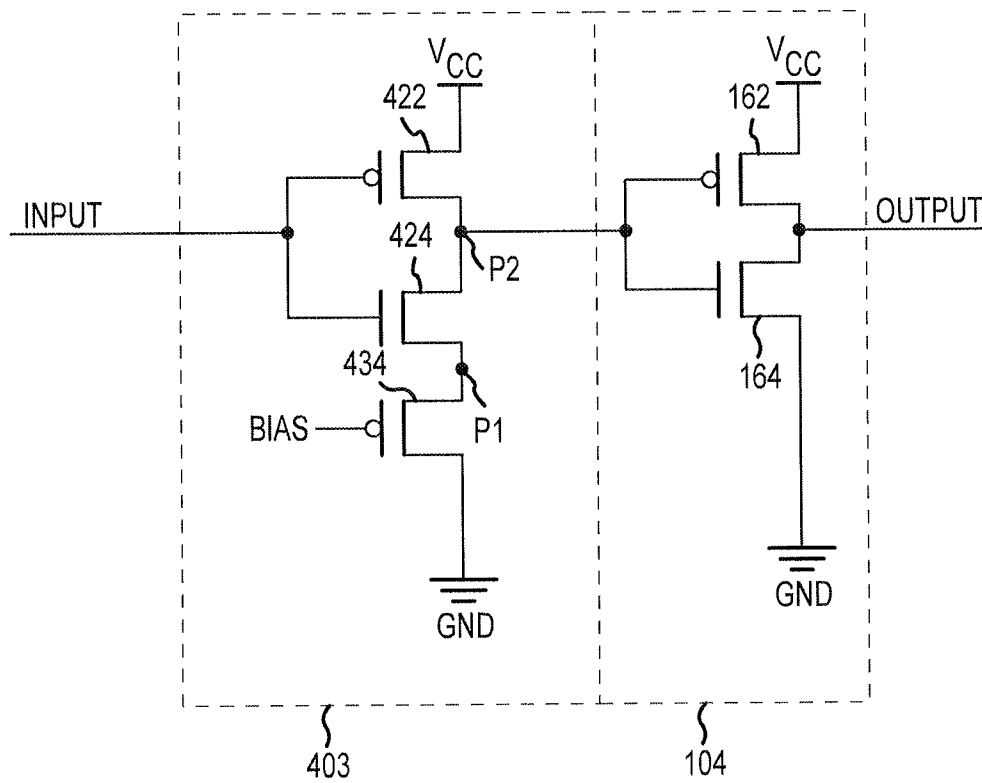 VCC
422
162
VCC
INPUT
424
P2
OUTPUT
434
164
BIAS
P1
GND
GND
403
104